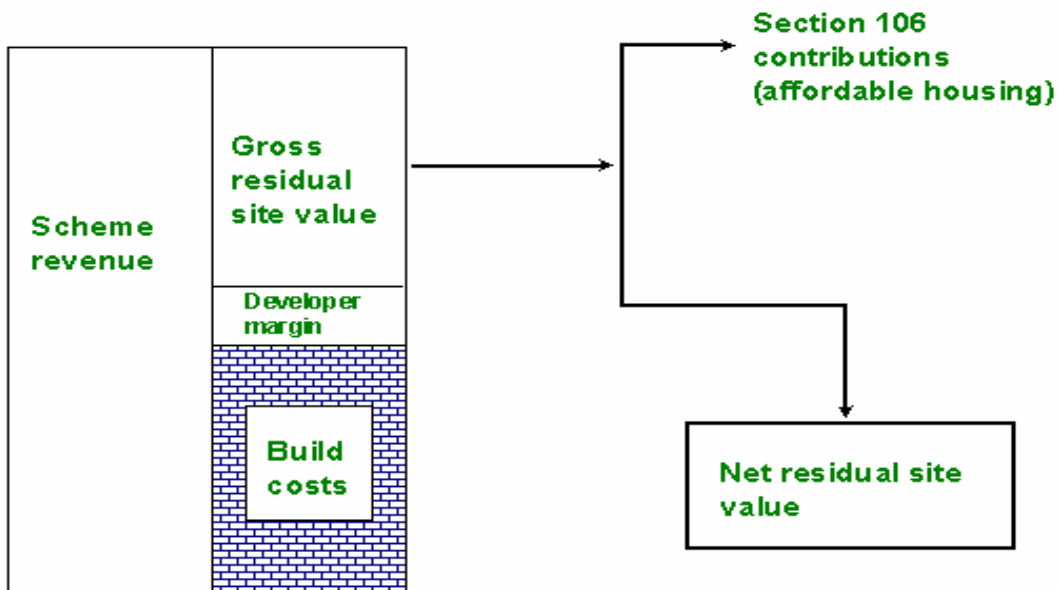 Scheme
revenue
Gross
residual
site value
Developer
margin
Build
costs
Section 106
contributions
(affordable housing)
Net residual site
value